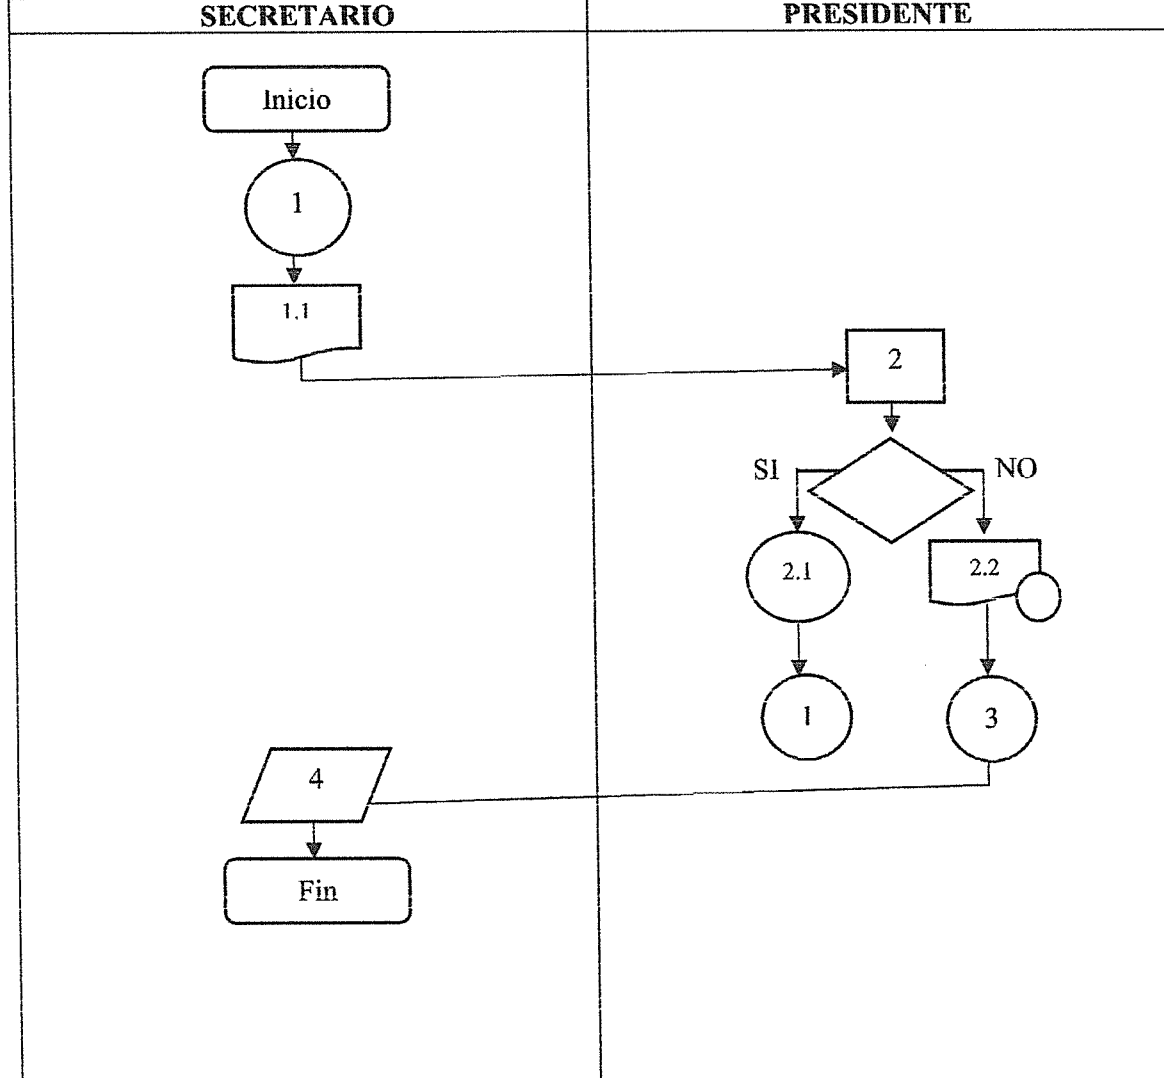 SECRETARIO
PRESIDENTE
Inicio
1
1.1
2
SI
NO
2.1
2.2
1
3
4
Fin